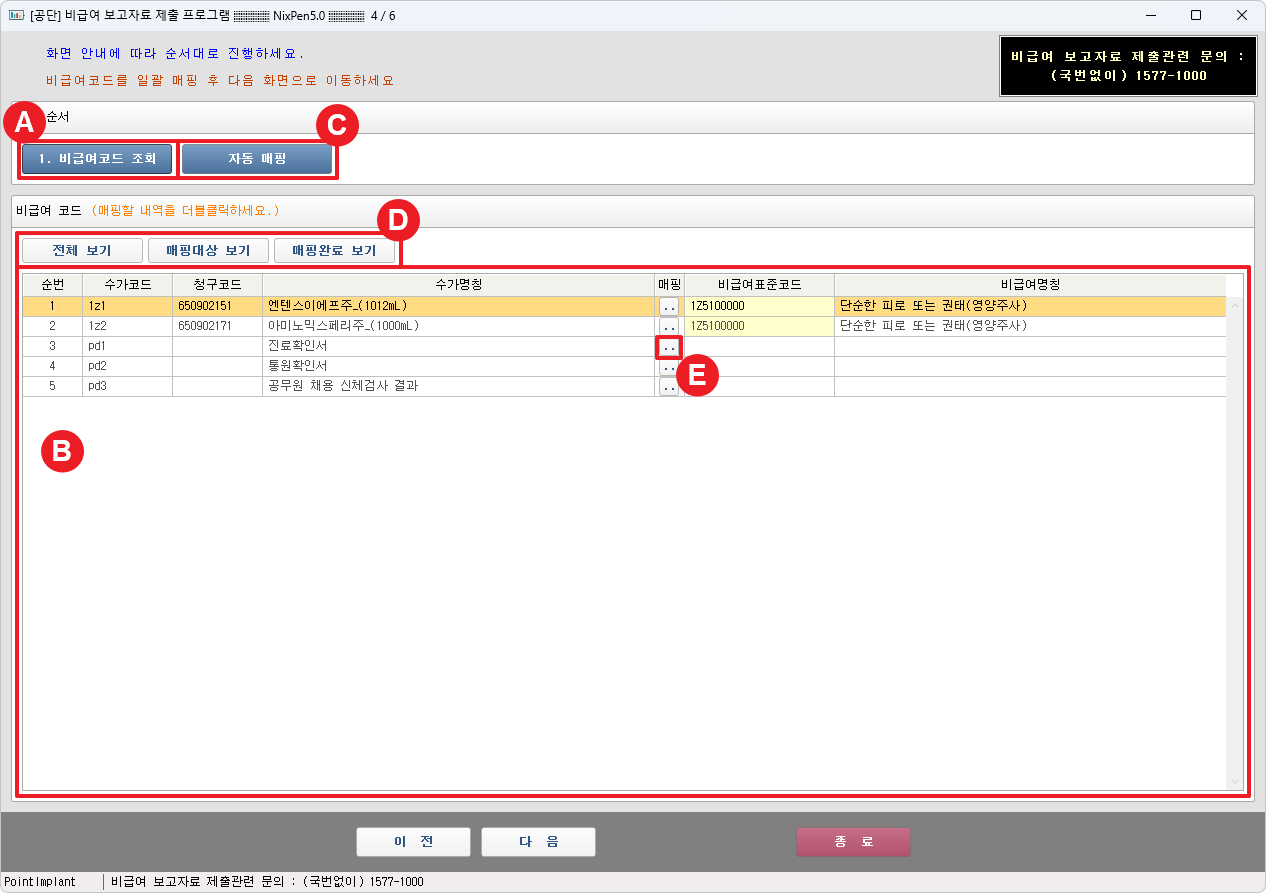 [공단] 비급여 보고자료 제출 프로그램 ▒▒▒▒ NixPen5.0 ▒▒▒▒ 4 / 6
화면 안내에 따라 순서대로 진행하세요.
비급여코드를 일괄 매핑 후 다음 화면으로 이동하세요
비급여 보고자료 제출관련 문의 :
(국번없이) 1577-1000
A
순서
C
1. 비급여코드 조회
자동 매핑
비급여 코드 (매핑할 내역을 더블클릭하세요.)
D
전체 보기 매핑대상 보기 매핑완료 보기
순번 수가코드 청구코드 수가명칭 매핑 비급여표준코드 비급여명칭
1 1z1 650902151 엔텐스이에프주_(1012mL) .. 1Z5100000 단순한 피로 또는 권태(영양주사)
2 1z2 650902171 아미노믹스페리주_(1000mL) .. 1Z5100000 단순한 피로 또는 권태(영양주사)
3 pd1 진료확인서 ..
4 pd2 통원확인서 ..
5 pd3 공무원 채용 신체검사 결과 ..
E
B
이 전 다 음 종 료
PointImplant 비급여 보고자료 제출관련 문의 : (국번없이) 1577-1000